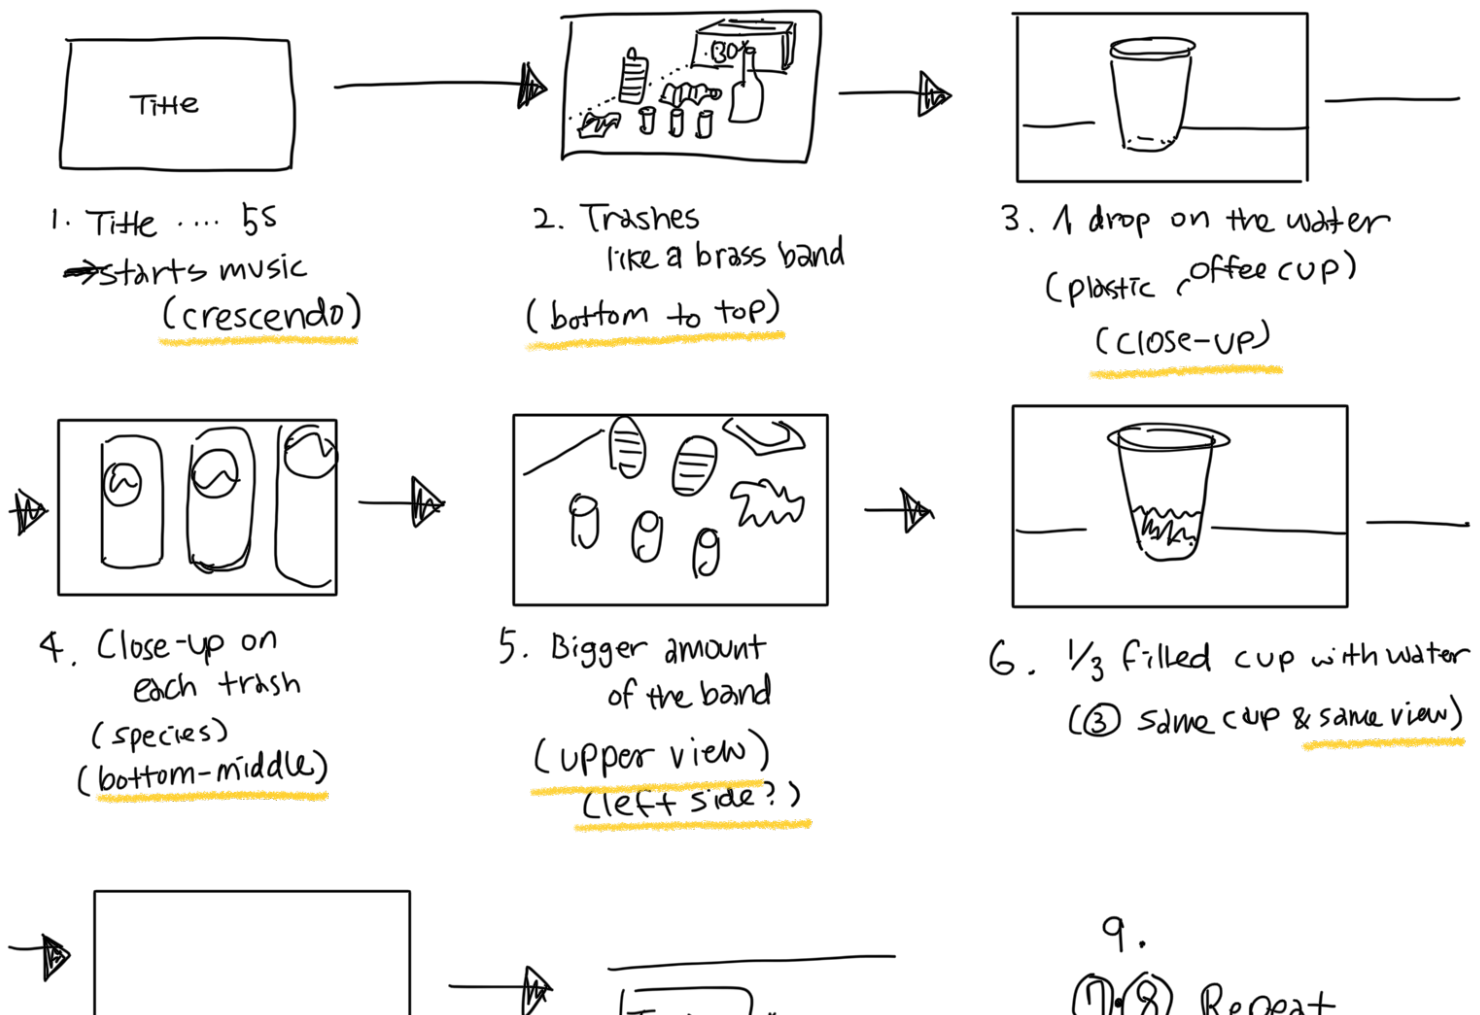 Title
30%
1. Title .... 5s
→starts music
(crescendo)
2. Trashes
like a brass band
(bottom to top)
3. 1 drop on the water
(plastic coffee cup)
(close-up)
4. Close-up on
each trash
(species)
(bottom-middle)
5. Bigger amount
of the band
(upper view)
(left side?)
6. 1/3 filled cup with water
(③ same cup & same view)
9.
⑦·⑧ Repeat